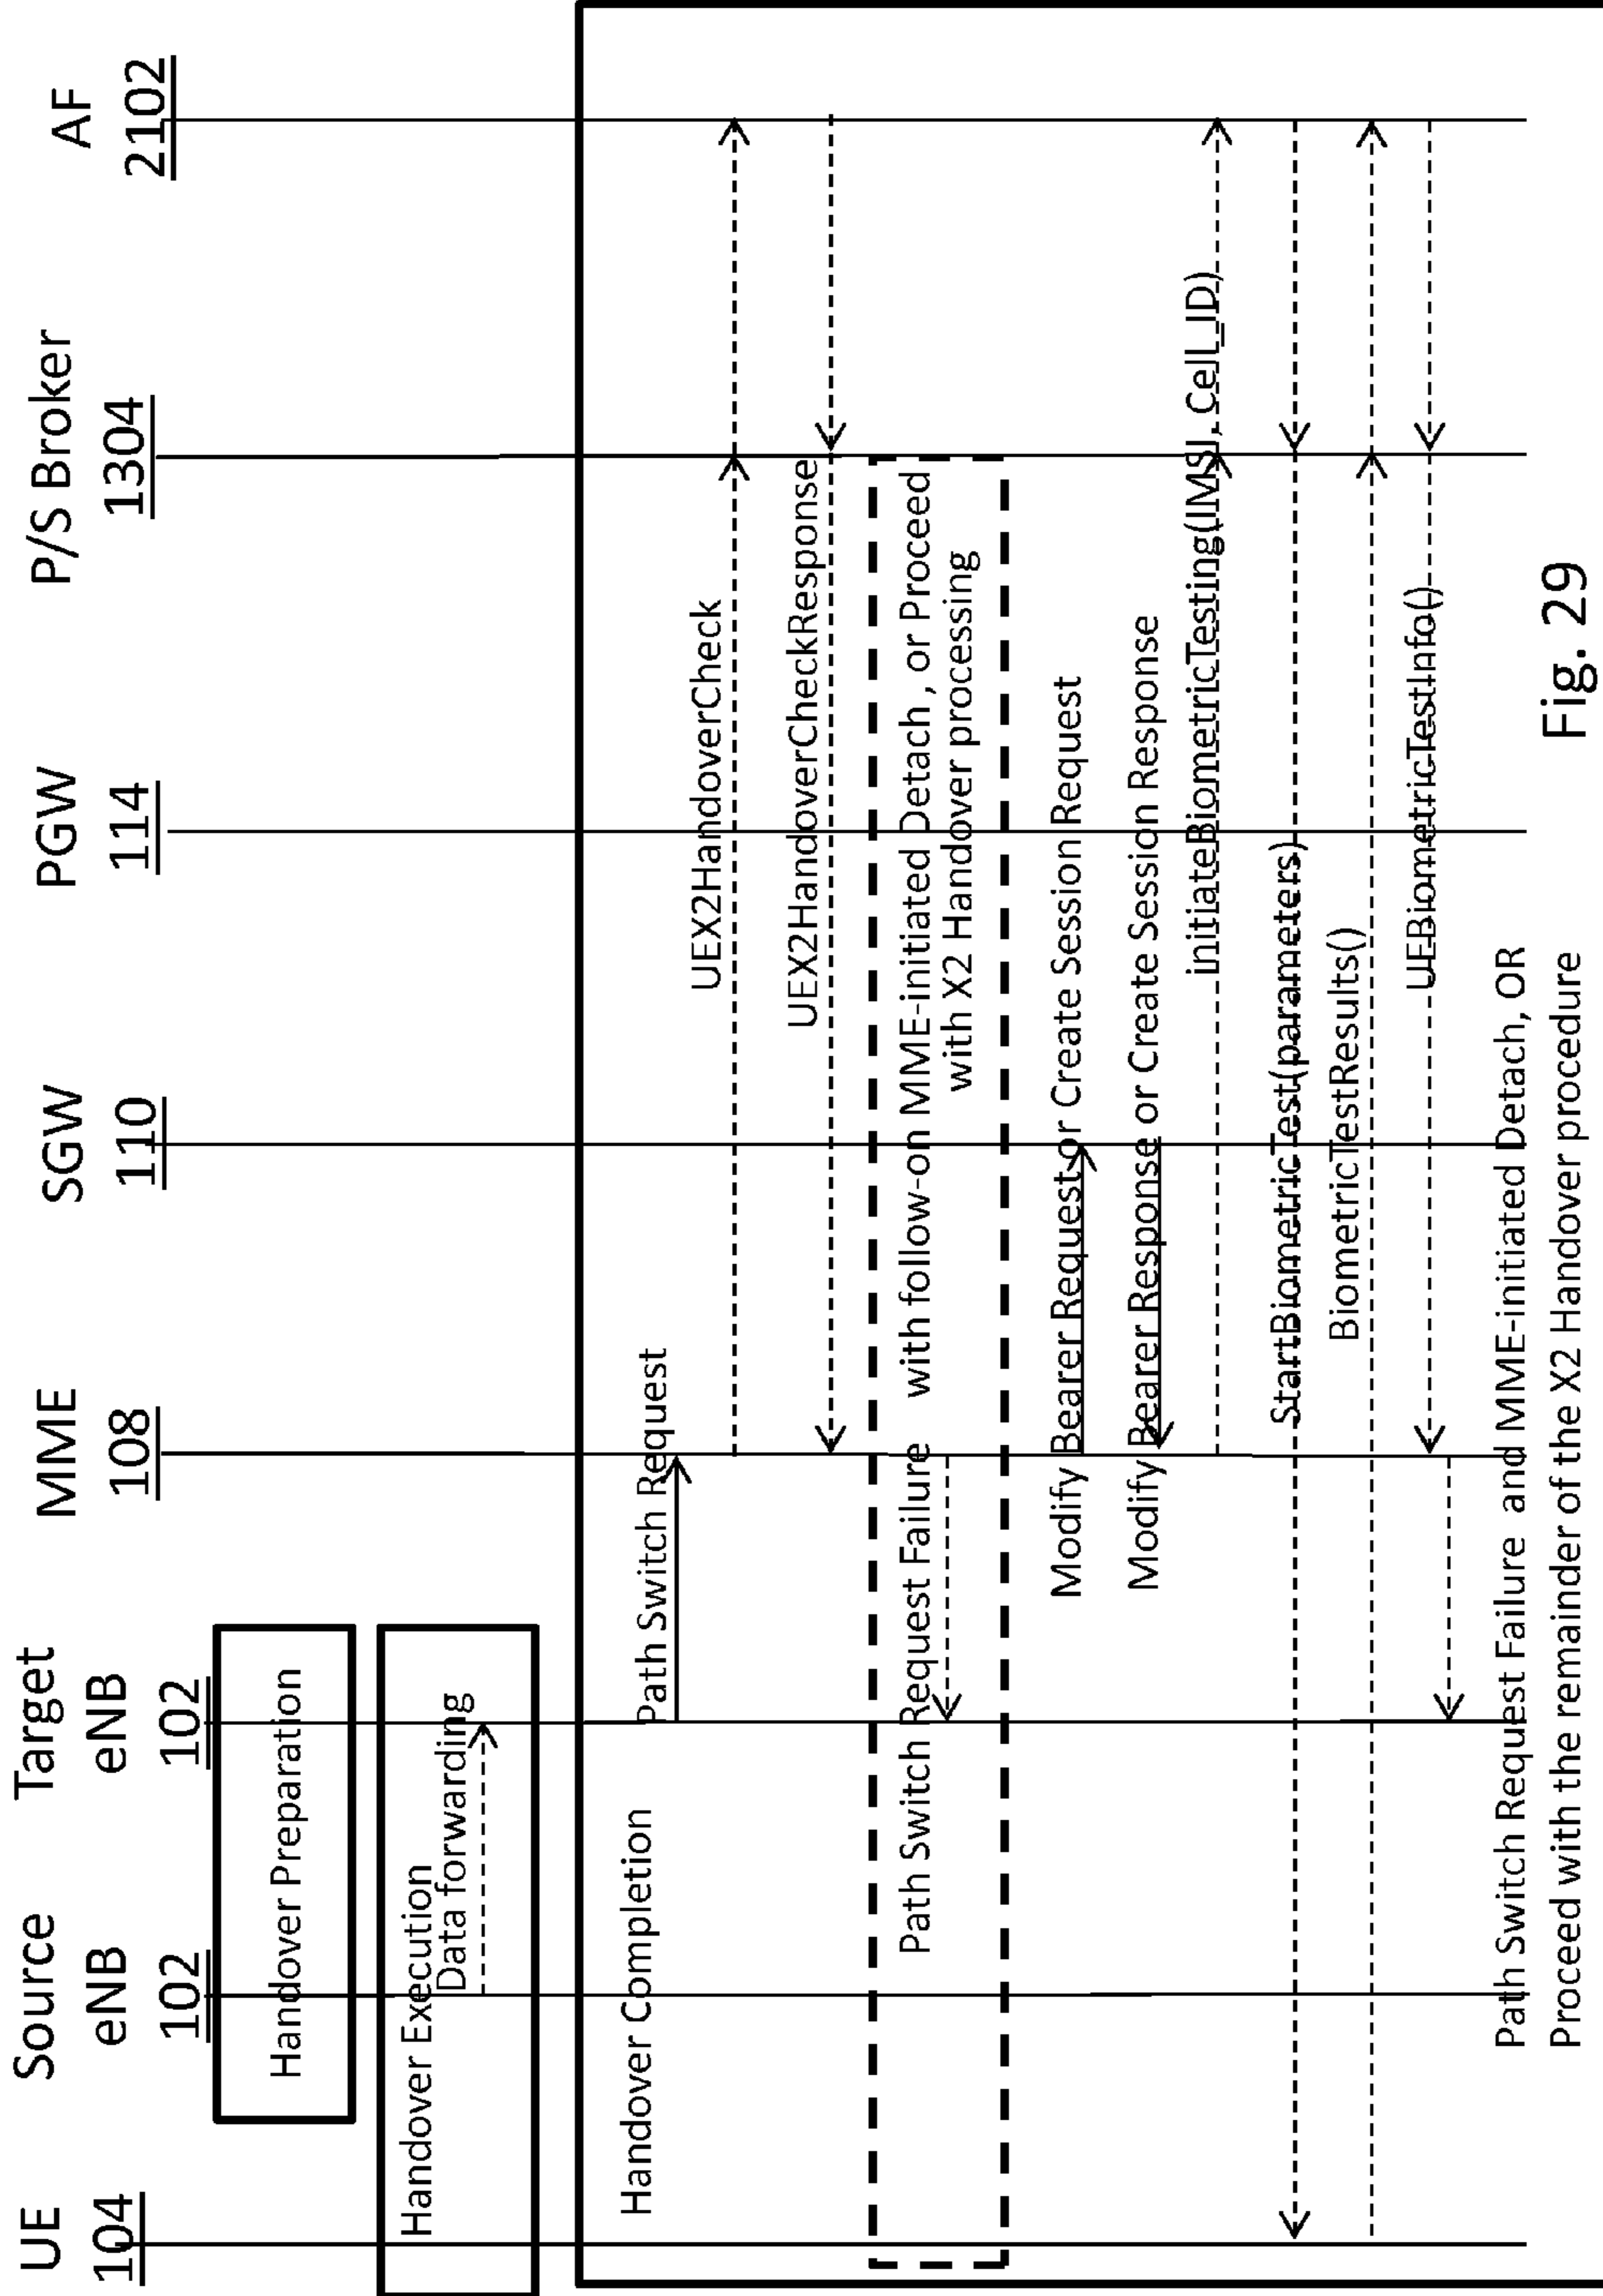 UE
104
Source
eNB
102
Target
eNB
102
MME
108
SGW
110
PGW
114
P/S Broker
1304
AF
2102
Handover Preparation
Handover Execution
Data forwarding
Handover Completion
Path Switch Request
UEX2HandoverCheck
UEX2HandoverCheckResponse
Path Switch Request Failure with follow-on MME-initiated Detach , or Proceed
with X2 Handover processing
Modify Bearer Request or Create Session Request
Modify Bearer Response or Create Session Response
initiateBiometricTesting(IMSI, Cell_ID)
StartBiometricTest(parameters)
BiometricTestResults()
UEBiometricTestInfo()
Path Switch Request Failure and MME-initiated Detach, OR
Proceed with the remainder of the X2 Handover procedure
Fig. 29